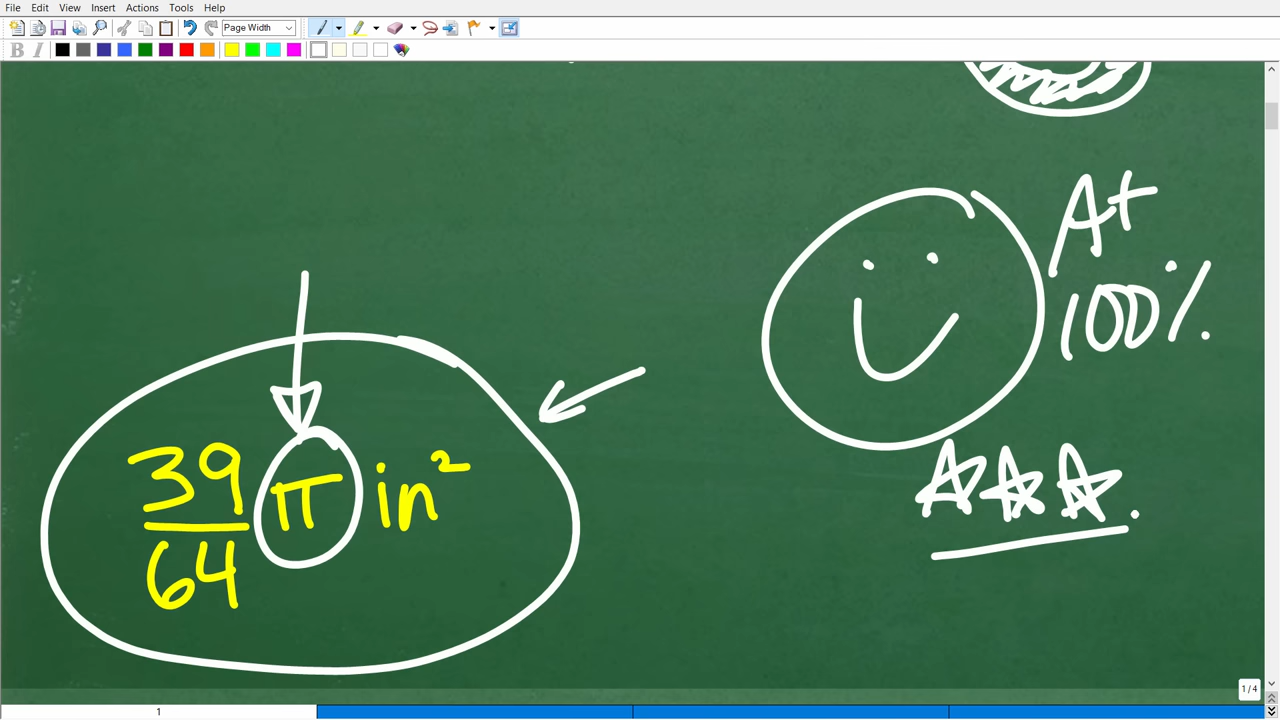 File Edit View Insert Actions Tools Help
Page Width
B I
A+
100%.
39/64 π in²
1/4
1